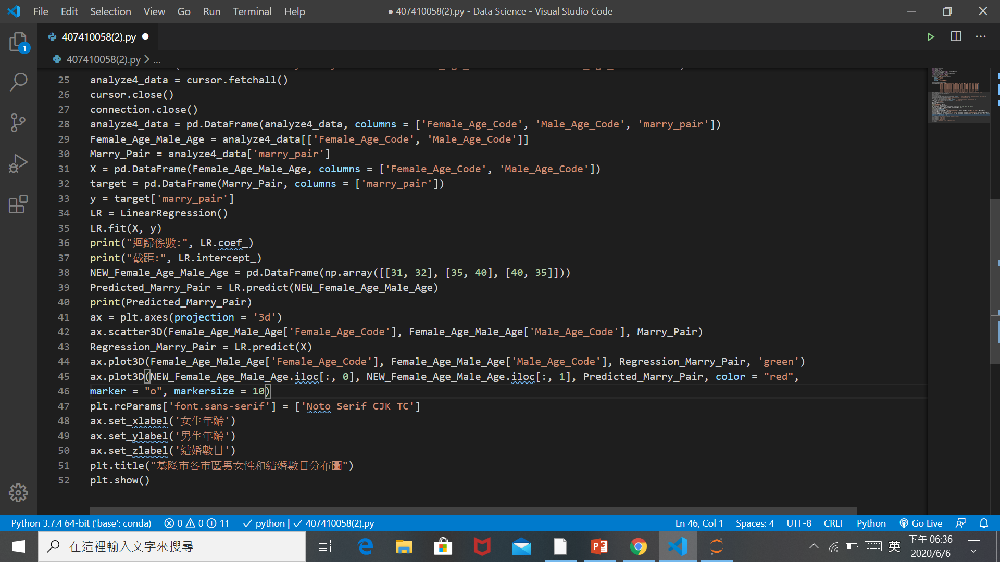 File Edit Selection View Go Run Terminal Help
● 407410058(2).py - Data Science - Visual Studio Code
1
407410058(2).py ●
407410058(2).py > ...
25 analyze4_data = cursor.fetchall()
26 cursor.close()
27 connection.close()
28 analyze4_data = pd.DataFrame(analyze4_data, columns = ['Female_Age_Code', 'Male_Age_Code', 'marry_pair'])
29 Female_Age_Male_Age = analyze4_data[['Female_Age_Code', 'Male_Age_Code']]
30 Marry_Pair = analyze4_data['marry_pair']
31 X = pd.DataFrame(Female_Age_Male_Age, columns = ['Female_Age_Code', 'Male_Age_Code'])
32 target = pd.DataFrame(Marry_Pair, columns = ['marry_pair'])
33 y = target['marry_pair']
34 LR = LinearRegression()
35 LR.fit(X, y)
36 print("迴歸係數:", LR.coef_)
37 print("截距:", LR.intercept_)
38 NEW_Female_Age_Male_Age = pd.DataFrame(np.array([[31, 32], [35, 40], [40, 35]]))
39 Predicted_Marry_Pair = LR.predict(NEW_Female_Age_Male_Age)
40 print(Predicted_Marry_Pair)
41 ax = plt.axes(projection = '3d')
42 ax.scatter3D(Female_Age_Male_Age['Female_Age_Code'], Female_Age_Male_Age['Male_Age_Code'], Marry_Pair)
43 Regression_Marry_Pair = LR.predict(X)
44 ax.plot3D(Female_Age_Male_Age['Female_Age_Code'], Female_Age_Male_Age['Male_Age_Code'], Regression_Marry_Pair, 'green')
45 ax.plot3D(NEW_Female_Age_Male_Age.iloc[:, 0], NEW_Female_Age_Male_Age.iloc[:, 1], Predicted_Marry_Pair, color = "red",
46 marker = "o", markersize = 10)
47 plt.rcParams['font.sans-serif'] = ['Noto Serif CJK TC']
48 ax.set_xlabel('女生年齡')
49 ax.set_ylabel('男生年齡')
50 ax.set_zlabel('結婚數目')
51 plt.title("基隆市各市區男女性和結婚數目分布圖")
52 plt.show()
Python 3.7.4 64-bit ('base': conda) 0 0 11 ✓ python | ✓ 407410058(2).py
Ln 46, Col 1 Spaces: 4 UTF-8 CRLF Python Go Live
在這裡輸入文字來搜尋
英
下午 06:36
2020/6/6